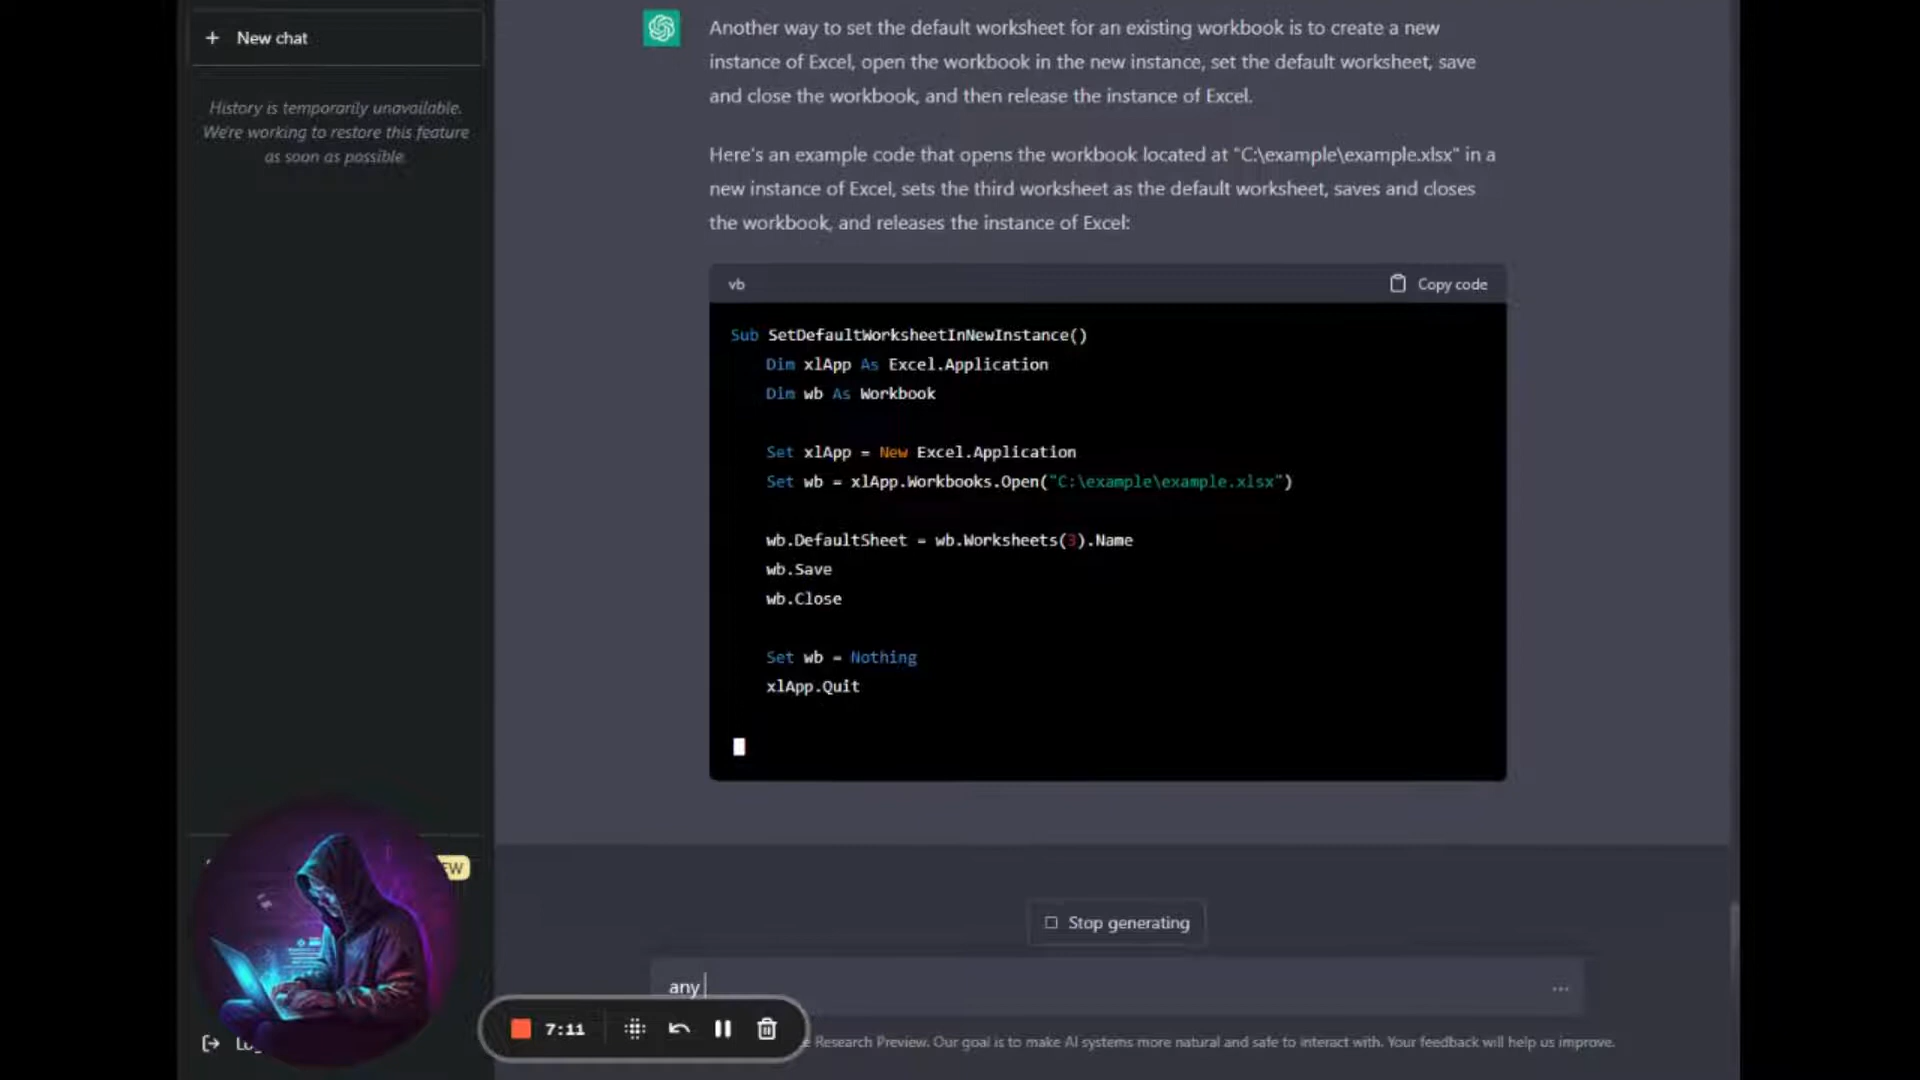 + New chat
History is temporarily unavailable.
We're working to restore this feature
as soon as possible.
Another way to set the default worksheet for an existing workbook is to create a new
instance of Excel, open the workbook in the new instance, set the default worksheet, save
and close the workbook, and then release the instance of Excel.
Here's an example code that opens the workbook located at "C:\example\example.xlsx" in a
new instance of Excel, sets the third worksheet as the default worksheet, saves and closes
the workbook, and releases the instance of Excel:
vb
Copy code
Sub SetDefaultWorksheetInNewInstance()
Dim xlApp As Excel.Application
Dim wb As Workbook
Set xlApp = New Excel.Application
Set wb = xlApp.Workbooks.Open("C:\example\example.xlsx")
wb.DefaultSheet = wb.Worksheets(3).Name
wb.Save
wb.Close
Set wb = Nothing
xlApp.Quit
Stop generating
any
7:11
Research Preview. Our goal is to make AI systems more natural and safe to interact with. Your feedback will help us improve.